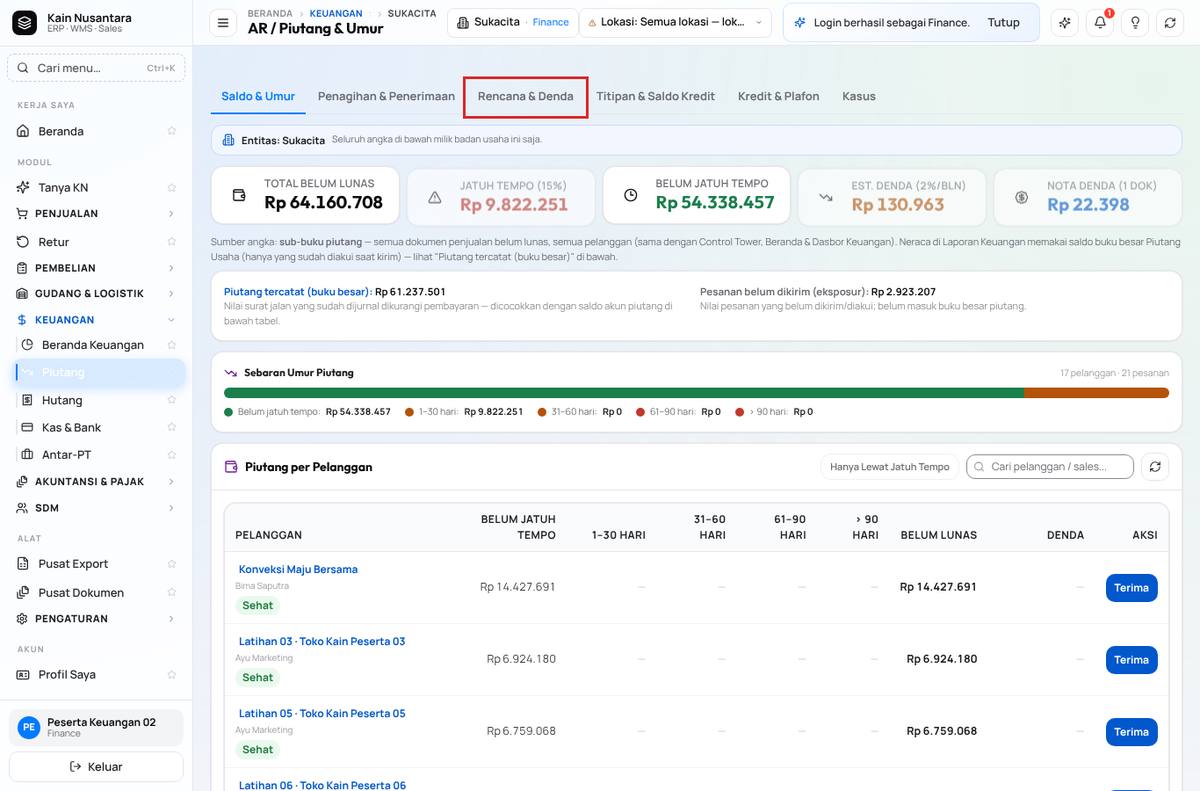 Kain Nusantara
ERP · WMS · Sales
Cari menu...
Ctrl+K
KERJA SAYA
Beranda
MODUL
Tanya KN
PENJUALAN
Retur
PEMBELIAN
GUDANG & LOGISTIK
KEUANGAN
Beranda Keuangan
Piutang
Hutang
Kas & Bank
Antar-PT
AKUNTANSI & PAJAK
SDM
ALAT
Pusat Export
Pusat Dokumen
PENGATURAN
AKUN
Profil Saya
PE
Peserta Keuangan 02
Finance
Keluar
BERANDA › KEUANGAN › SUKACITA
AR / Piutang & Umur
Sukacita · Finance
Lokasi: Semua lokasi — lok...
Login berhasil sebagai Finance.
Tutup
1
Saldo & Umur
Penagihan & Penerimaan
Rencana & Denda
Titipan & Saldo Kredit
Kredit & Plafon
Kasus
Entitas: Sukacita
Seluruh angka di bawah milik badan usaha ini saja.
TOTAL BELUM LUNAS
Rp 64.160.708
JATUH TEMPO (15%)
Rp 9.822.251
BELUM JATUH TEMPO
Rp 54.338.457
EST. DENDA (2%/BLN)
Rp 130.963
NOTA DENDA (1 DOK)
Rp 22.398
Sumber angka: sub-buku piutang — semua dokumen penjualan belum lunas, semua pelanggan (sama dengan Control Tower, Beranda & Dasbor Keuangan). Neraca di Laporan Keuangan memakai saldo buku besar Piutang
Usaha (hanya yang sudah diakui saat kirim) — lihat "Piutang tercatat (buku besar)" di bawah.
Piutang tercatat (buku besar): Rp 61.237.501
Nilai surat jalan yang sudah dijurnal dikurangi pembayaran — dicocokkan dengan saldo akun piutang di
bawah tabel.
Pesanan belum dikirim (eksposur): Rp 2.923.207
Nilai pesanan yang belum dikirim/diakui; belum masuk buku besar piutang.
Sebaran Umur Piutang
17 pelanggan · 21 pesanan
Belum jatuh tempo: Rp 54.338.457
1–30 hari: Rp 9.822.251
31–60 hari: Rp 0
61–90 hari: Rp 0
> 90 hari: Rp 0
Piutang per Pelanggan
Hanya Lewat Jatuh Tempo
Cari pelanggan / sales...
PELANGGAN
BELUM JATUH
TEMPO
1–30 HARI
31–60
HARI
61–90
HARI
> 90
HARI
BELUM LUNAS
DENDA
AKSI
Konveksi Maju Bersama
Bima Saputra
Sehat
Rp 14.427.691
—
—
—
—
Rp 14.427.691
—
Terima
Latihan 03 · Toko Kain Peserta 03
Ayu Marketing
Sehat
Rp 6.924.180
—
—
—
—
Rp 6.924.180
—
Terima
Latihan 05 · Toko Kain Peserta 05
Ayu Marketing
Sehat
Rp 6.759.068
—
—
—
—
Rp 6.759.068
—
Terima
Latihan 06 · Toko Kain Peserta 06